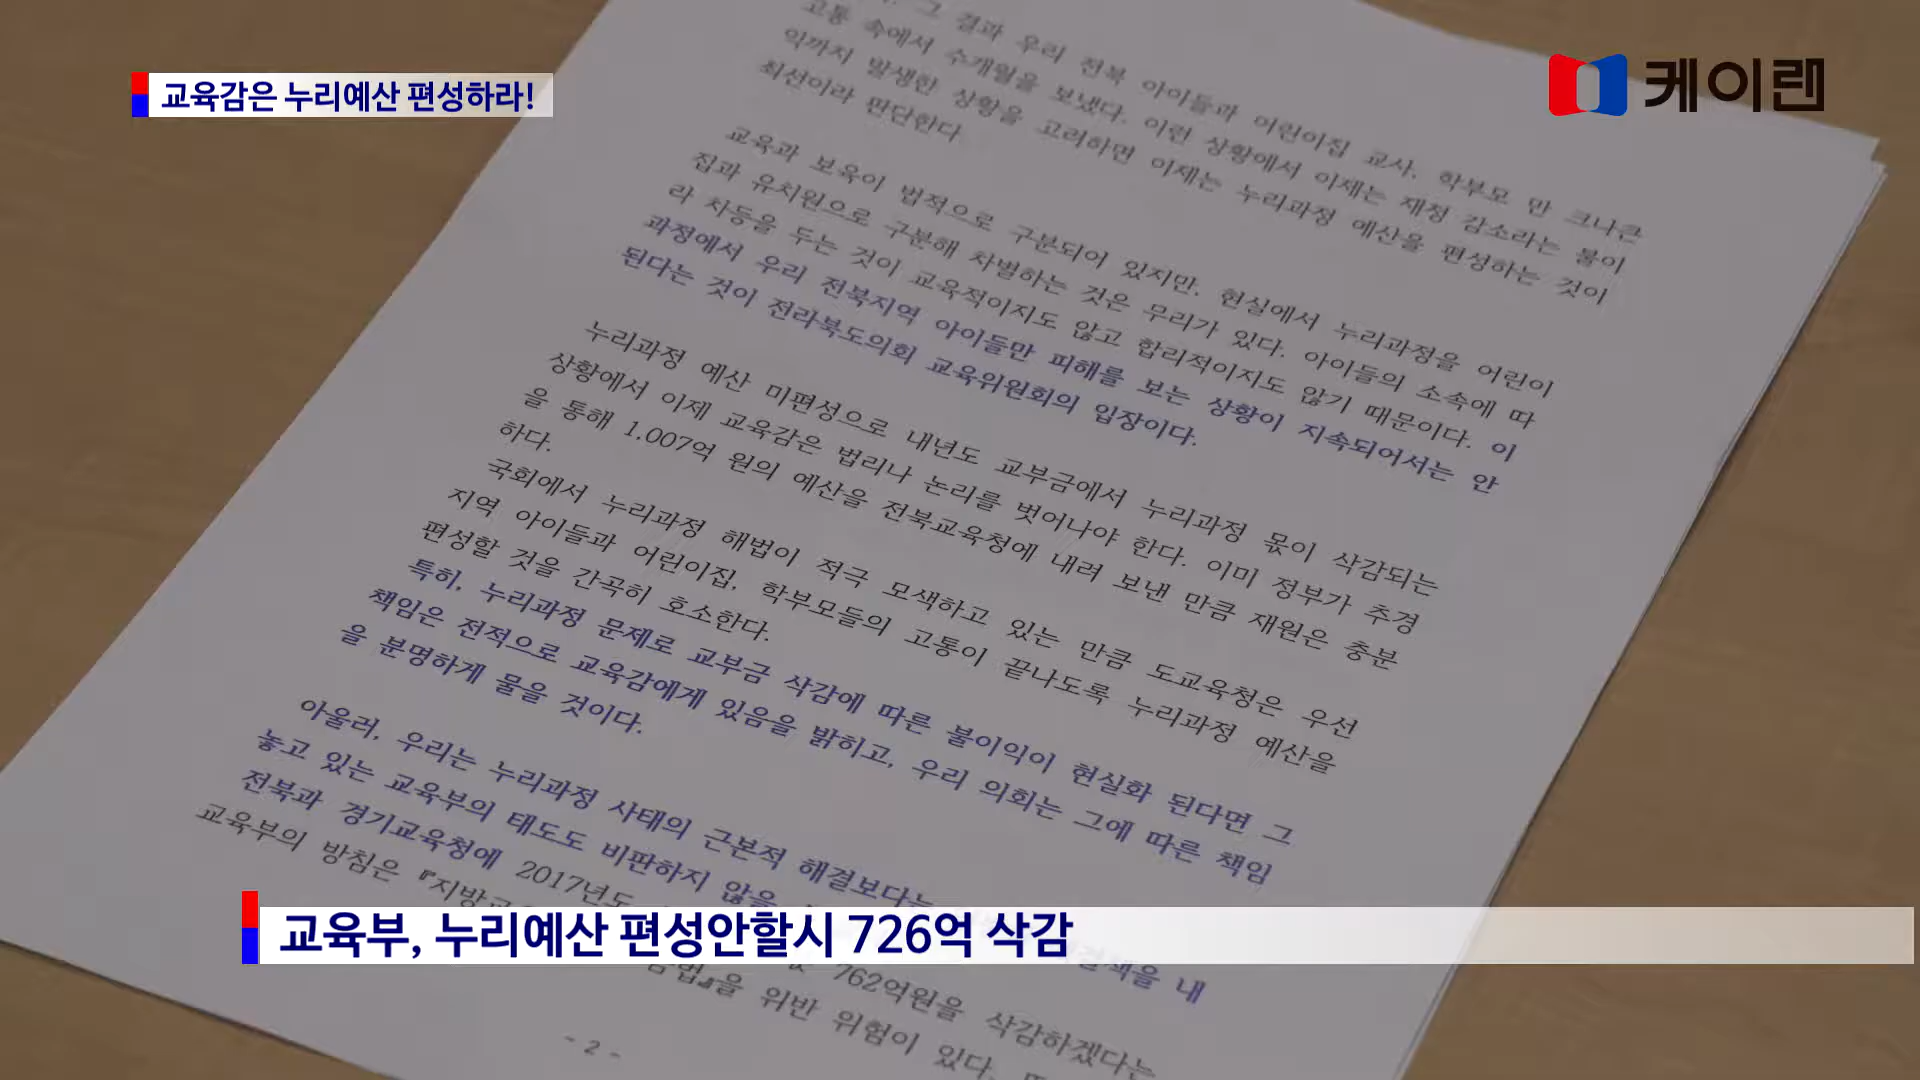 교육감은 누리예산 편성하라!
케이렌
그 결과 우리 전북 아이들과 어린이집 교사, 학부모 만 크나큰
고통 속에서 수개월을 보냈다. 이런 상황에서 이제는 재정 감소라는 불이
익까지 발생한 상황을 고려하면 이제는 누리과정 예산을 편성하는 것이
최선이라 판단한다.
교육과 보육이 법적으로 구분되어 있지만, 현실에서 누리과정을 어린이
집과 유치원으로 구분해 차별하는 것은 무리가 있다. 아이들의 소속에 따
라 차등을 두는 것이 교육적이지도 않고 합리적이지도 않기 때문이다. 이
과정에서 우리 전북지역 아이들만 피해를 보는 상황이 지속되어서는 안
된다는 것이 전라북도의회 교육위원회의 입장이다.
누리과정 예산 미편성으로 내년도 교부금에서 누리과정 몫이 삭감되는
상황에서 이제 교육감은 법리나 논리를 벗어나야 한다. 이미 정부가 추경
을 통해 1,007억 원의 예산을 전북교육청에 내려 보낸 만큼 재원은 충분
하다.
국회에서 누리과정 해법이 적극 모색하고 있는 만큼 도교육청은 우선
지역 아이들과 어린이집, 학부모들의 고통이 끝나도록 누리과정 예산을
편성할 것을 간곡히 호소한다.
특히, 누리과정 문제로 교부금 삭감에 따른 불이익이 현실화 된다면 그
책임은 전적으로 교육감에게 있음을 밝히고, 우리 의회는 그에 따른 책임
을 분명하게 물을 것이다.
아울러, 우리는 누리과정 사태의 근본적 해결보다는
놓고 있는 교육부의 태도도 비판하지 않을 내
전북과 경기교육청에 2017년도 762억원을 삭감하겠다는
교육부의 방침은 『지방 을 위반 위험이 있다.
교육부, 누리예산 편성안할시 726억 삭감
- 2 -